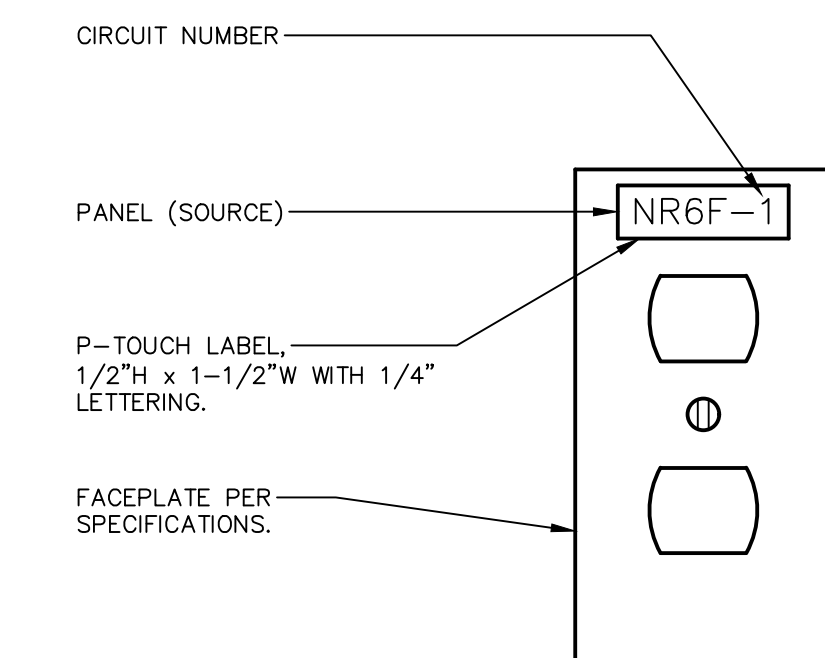 CIRCUIT NUMBER
PANEL (SOURCE)
NR6F-1
P-TOUCH LABEL,
1/2"H x 1-1/2"W WITH 1/4"
LETTERING.
FACEPLATE PER
SPECIFICATIONS.